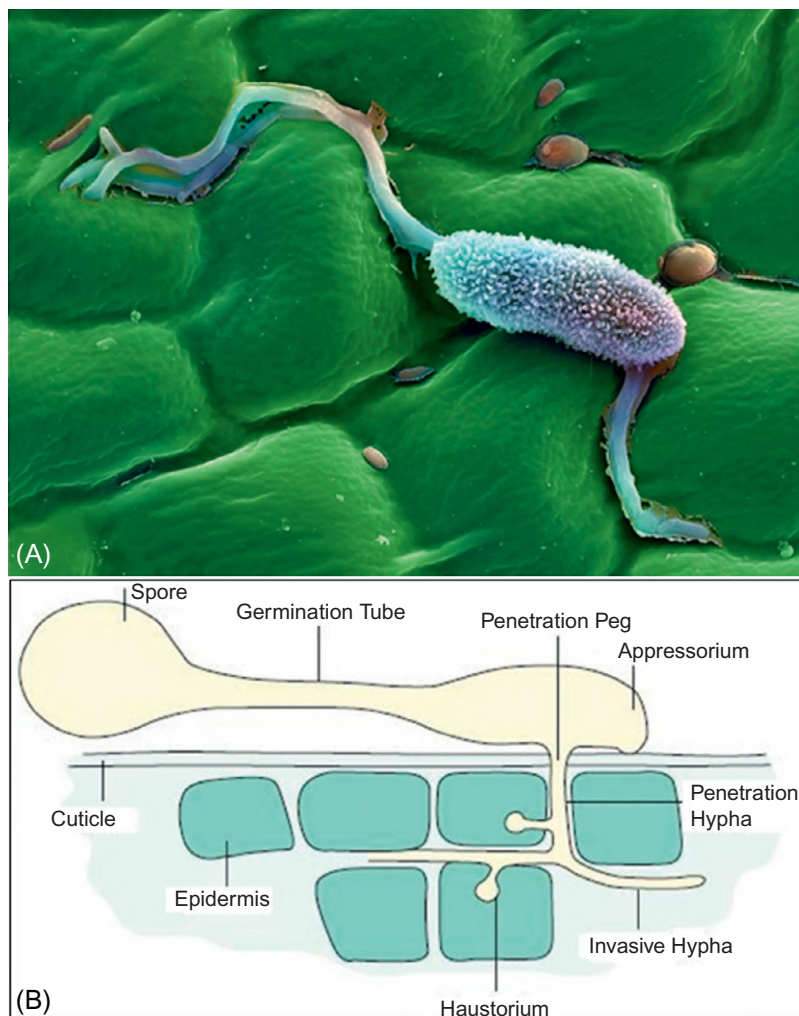 (A)
Spore
Germination Tube
Penetration Peg
Appressorium
Cuticle
Penetration
Hypha
Epidermis
Invasive Hypha
(B)
Haustorium